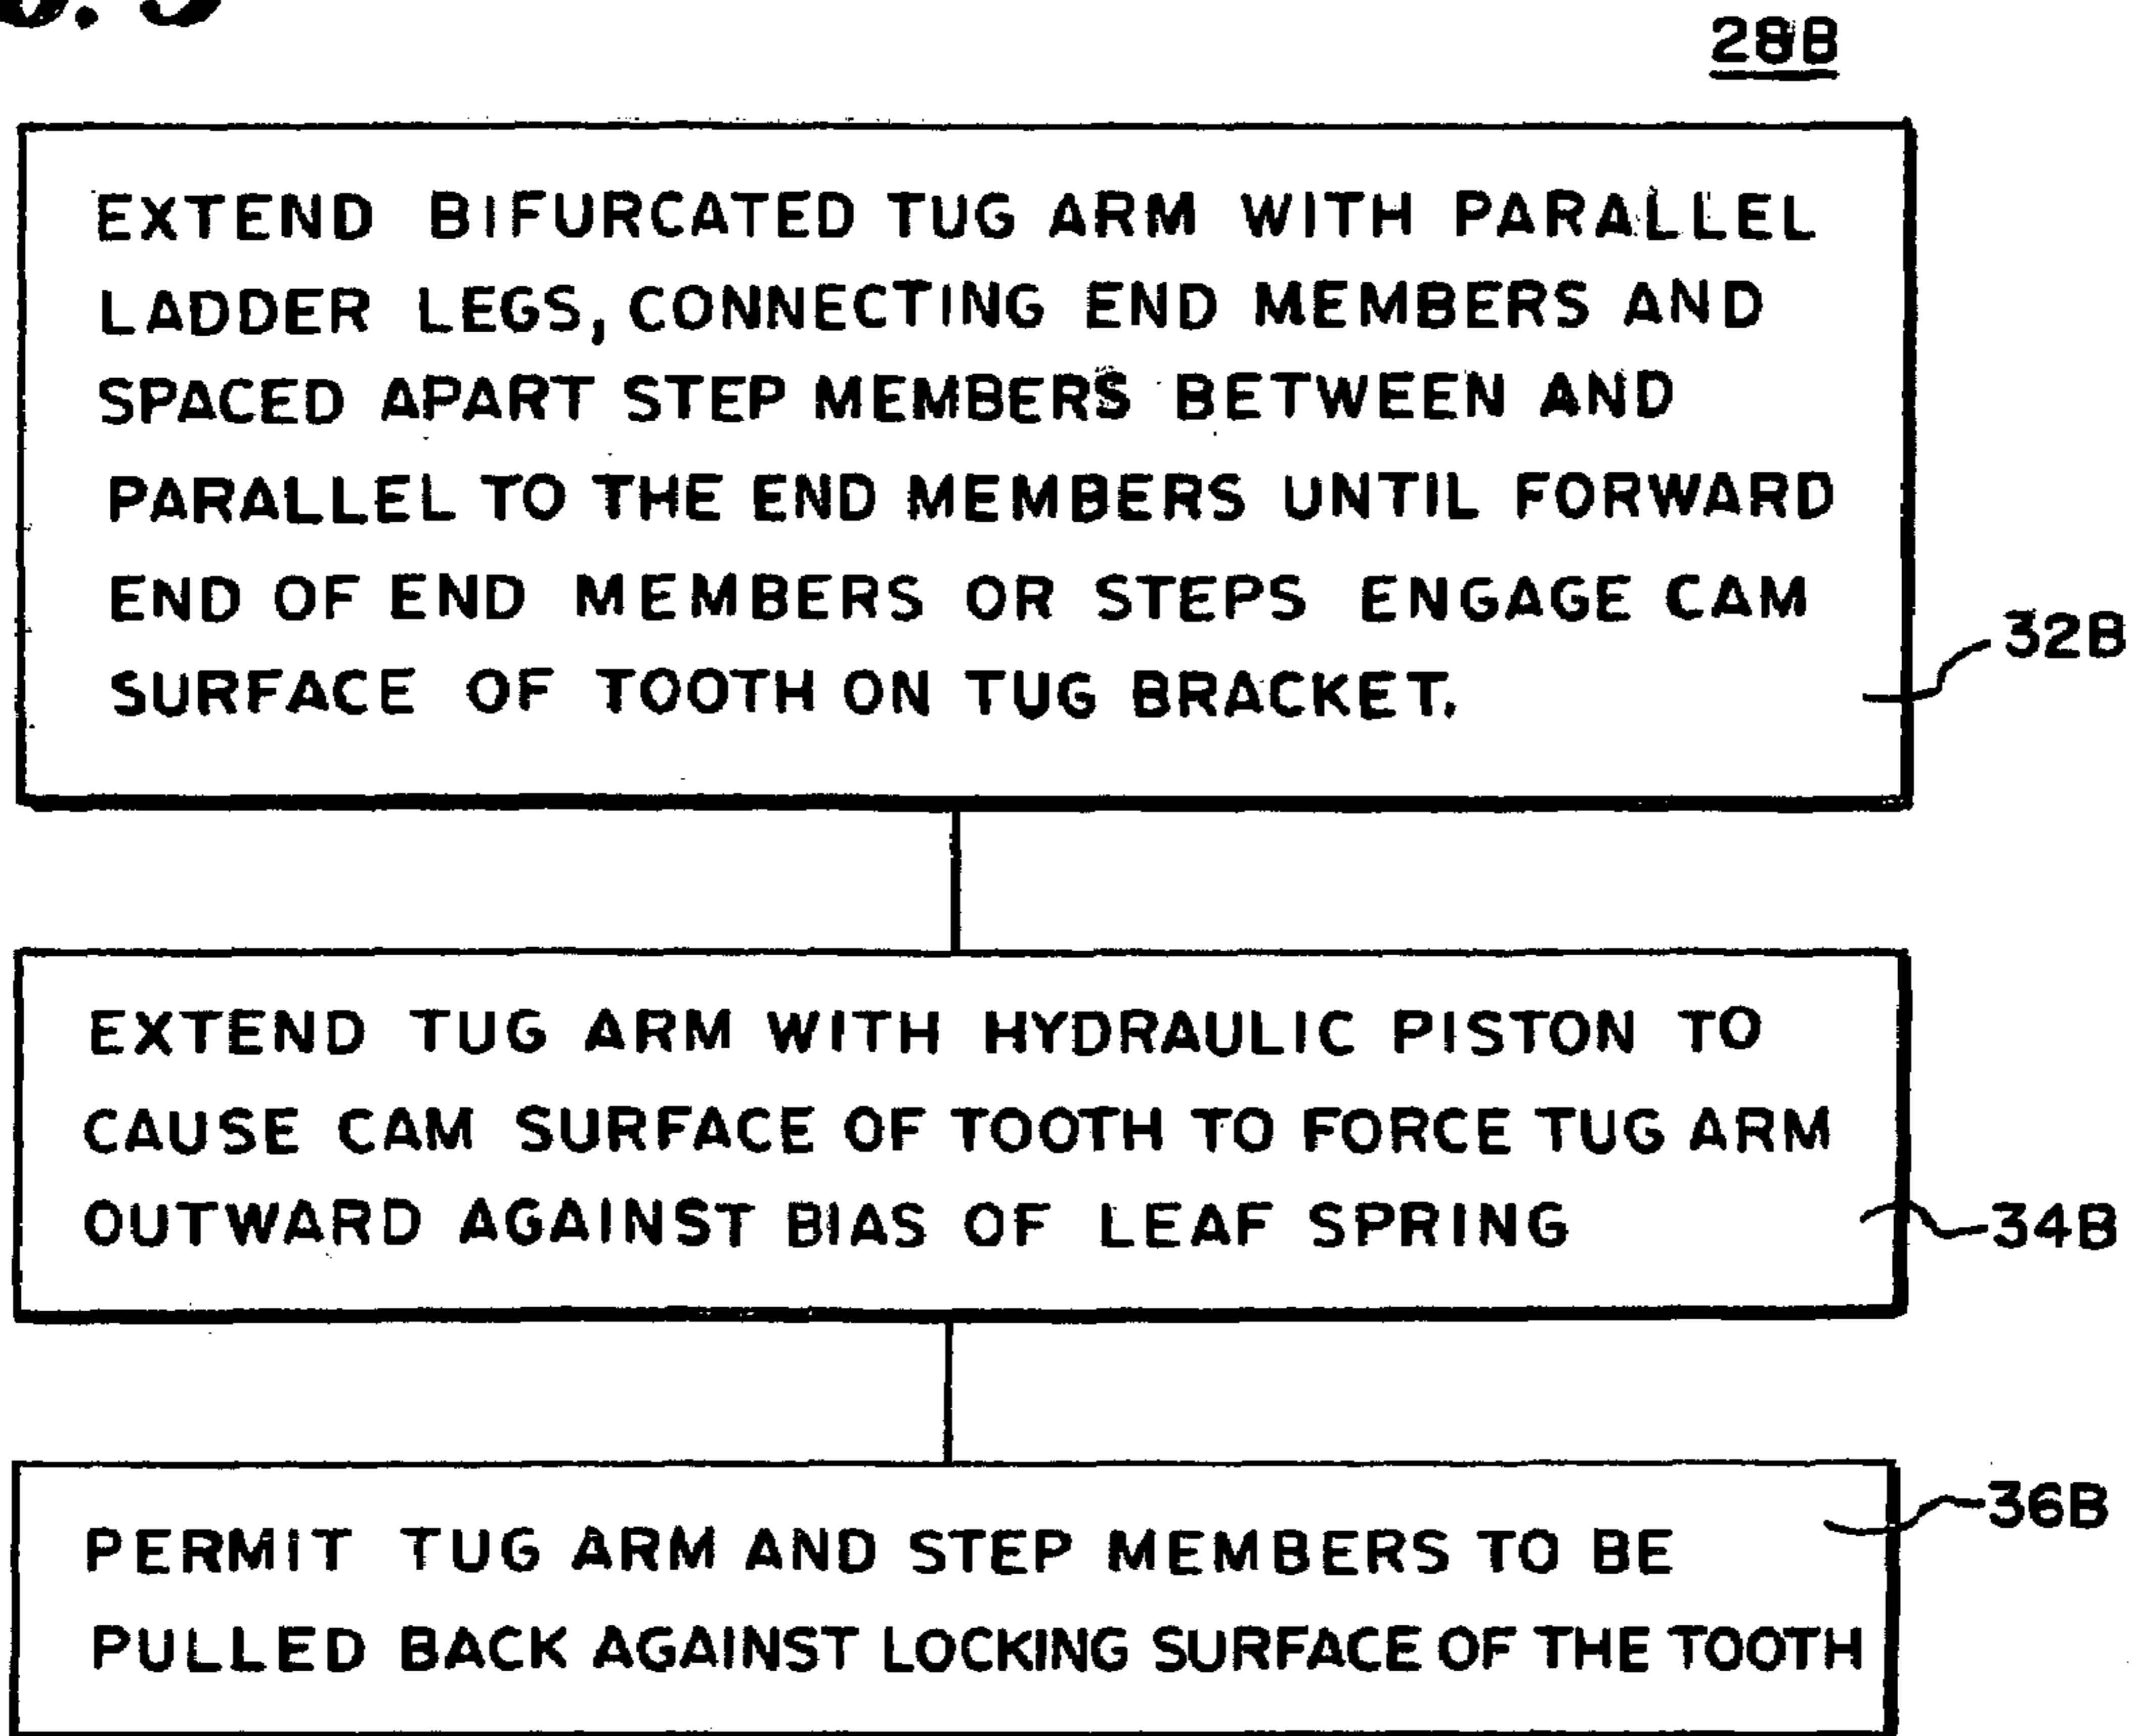 28B
EXTEND BIFURCATED TUG ARM WITH PARALLEL
LADDER LEGS, CONNECTING END MEMBERS AND
SPACED APART STEP MEMBERS BETWEEN AND
PARALLEL TO THE END MEMBERS UNTIL FORWARD
END OF END MEMBERS OR STEPS ENGAGE CAM
SURFACE OF TOOTH ON TUG BRACKET.
32B
EXTEND TUG ARM WITH HYDRAULIC PISTON TO
CAUSE CAM SURFACE OF TOOTH TO FORCE TUG ARM
OUTWARD AGAINST BIAS OF LEAF SPRING
34B
36B
PERMIT TUG ARM AND STEP MEMBERS TO BE
PULLED BACK AGAINST LOCKING SURFACE OF THE TOOTH